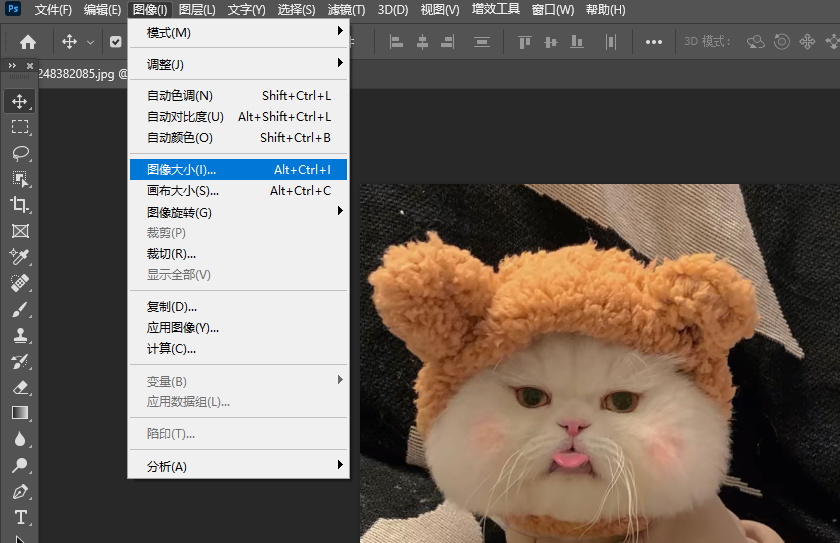 Ps 文件(F) 编辑(E) 图像(I) 图层(L) 文字(Y) 选择(S) 滤镜(T) 3D(D) 视图(V) 增效工具 窗口(W) 帮助(H)
3D 模式:
248382085.jpg @
模式(M)
调整(J)
自动色调(N) Shift+Ctrl+L
自动对比度(U) Alt+Shift+Ctrl+L
自动颜色(O) Shift+Ctrl+B
图像大小(I)... Alt+Ctrl+I
画布大小(S)... Alt+Ctrl+C
图像旋转(G)
裁剪(P)
裁切(R)...
显示全部(V)
复制(D)...
应用图像(Y)...
计算(C)...
变量(B)
应用数据组(L)...
陷印(T)...
分析(A)